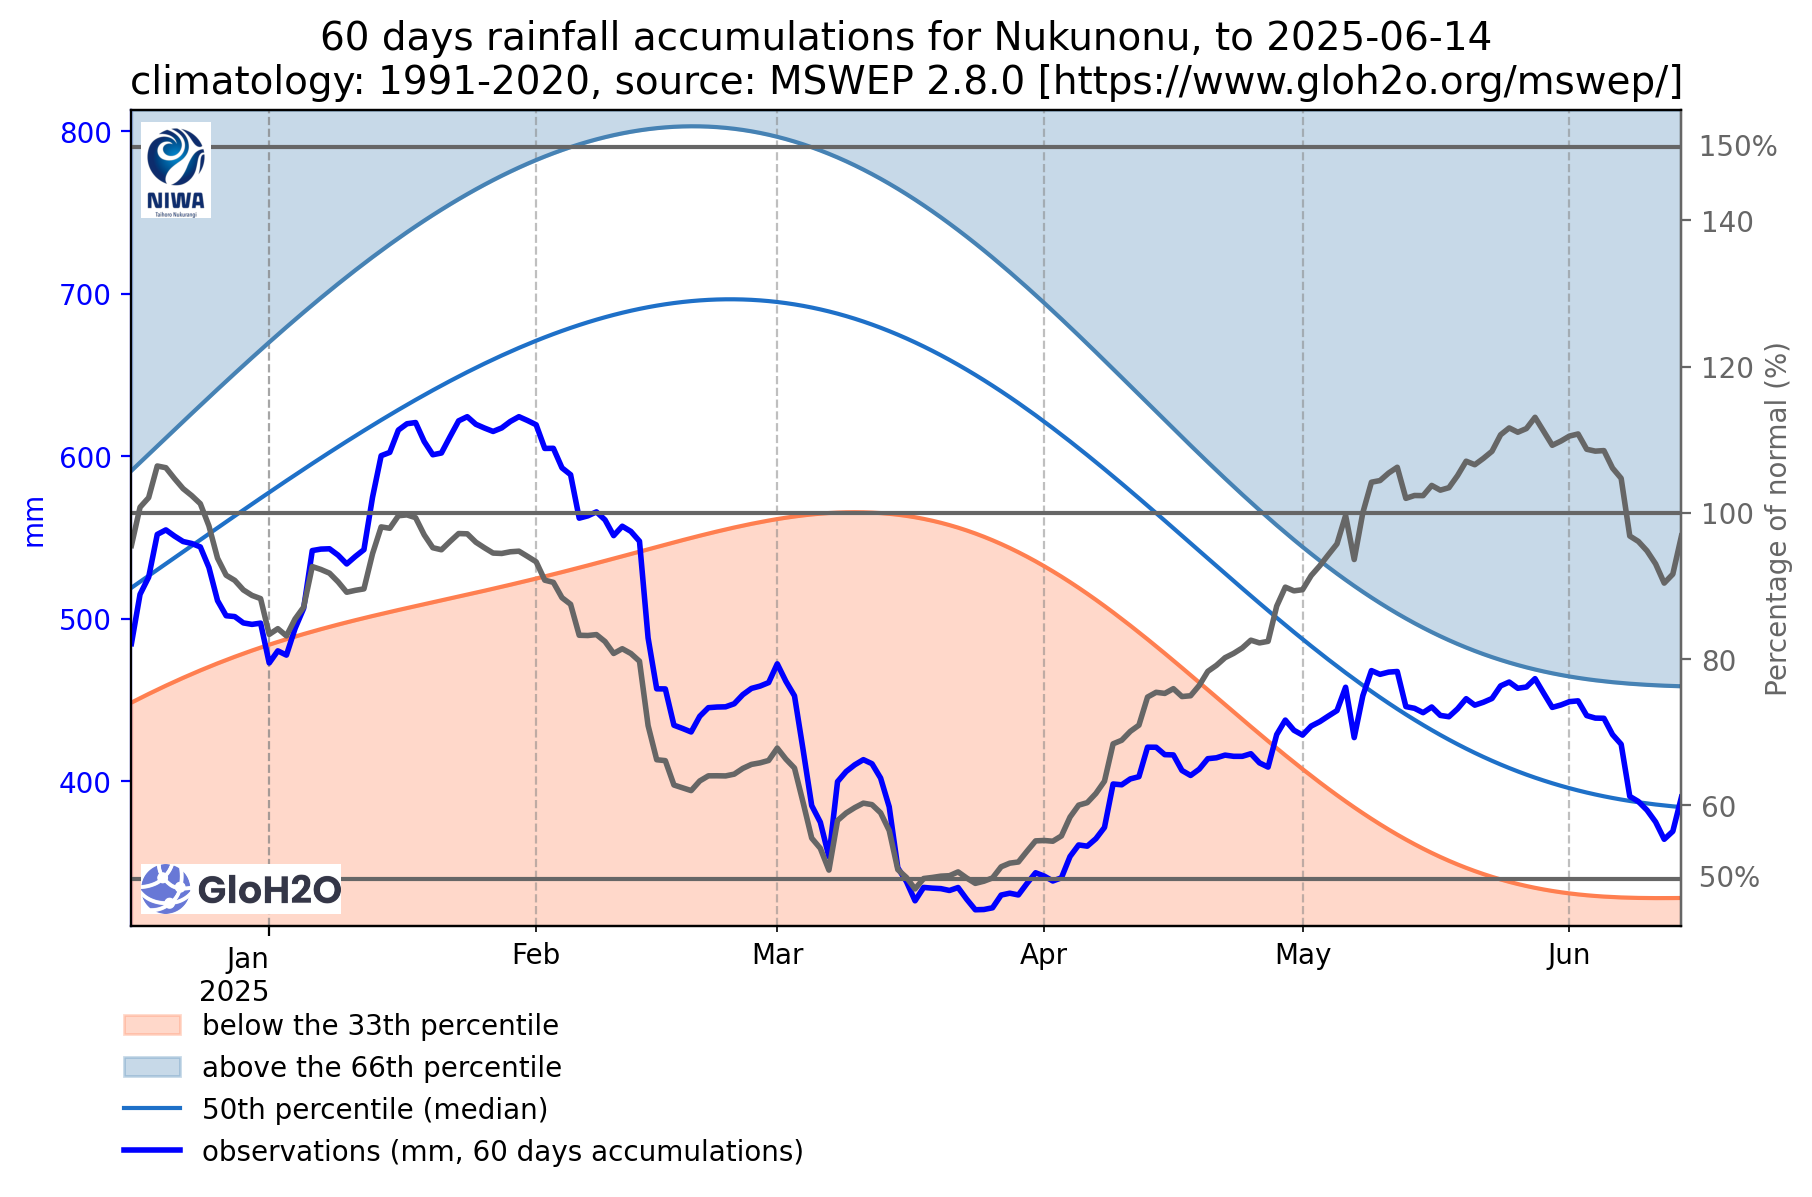 60 days rainfall accumulations for Nukunonu, to 2025-06-14
climatology: 1991-2020, source: MSWEP 2.8.0 [https://www.gloh2o.org/mswep/]
800
700
600
500
400
mm
NIWA
Taihoro Nukurangi
GloH2O
150%
140
120
100
80
60
50%
Percentage of normal (%)
Jan
2025
Feb
Mar
Apr
May
Jun
below the 33th percentile
above the 66th percentile
50th percentile (median)
observations (mm, 60 days accumulations)